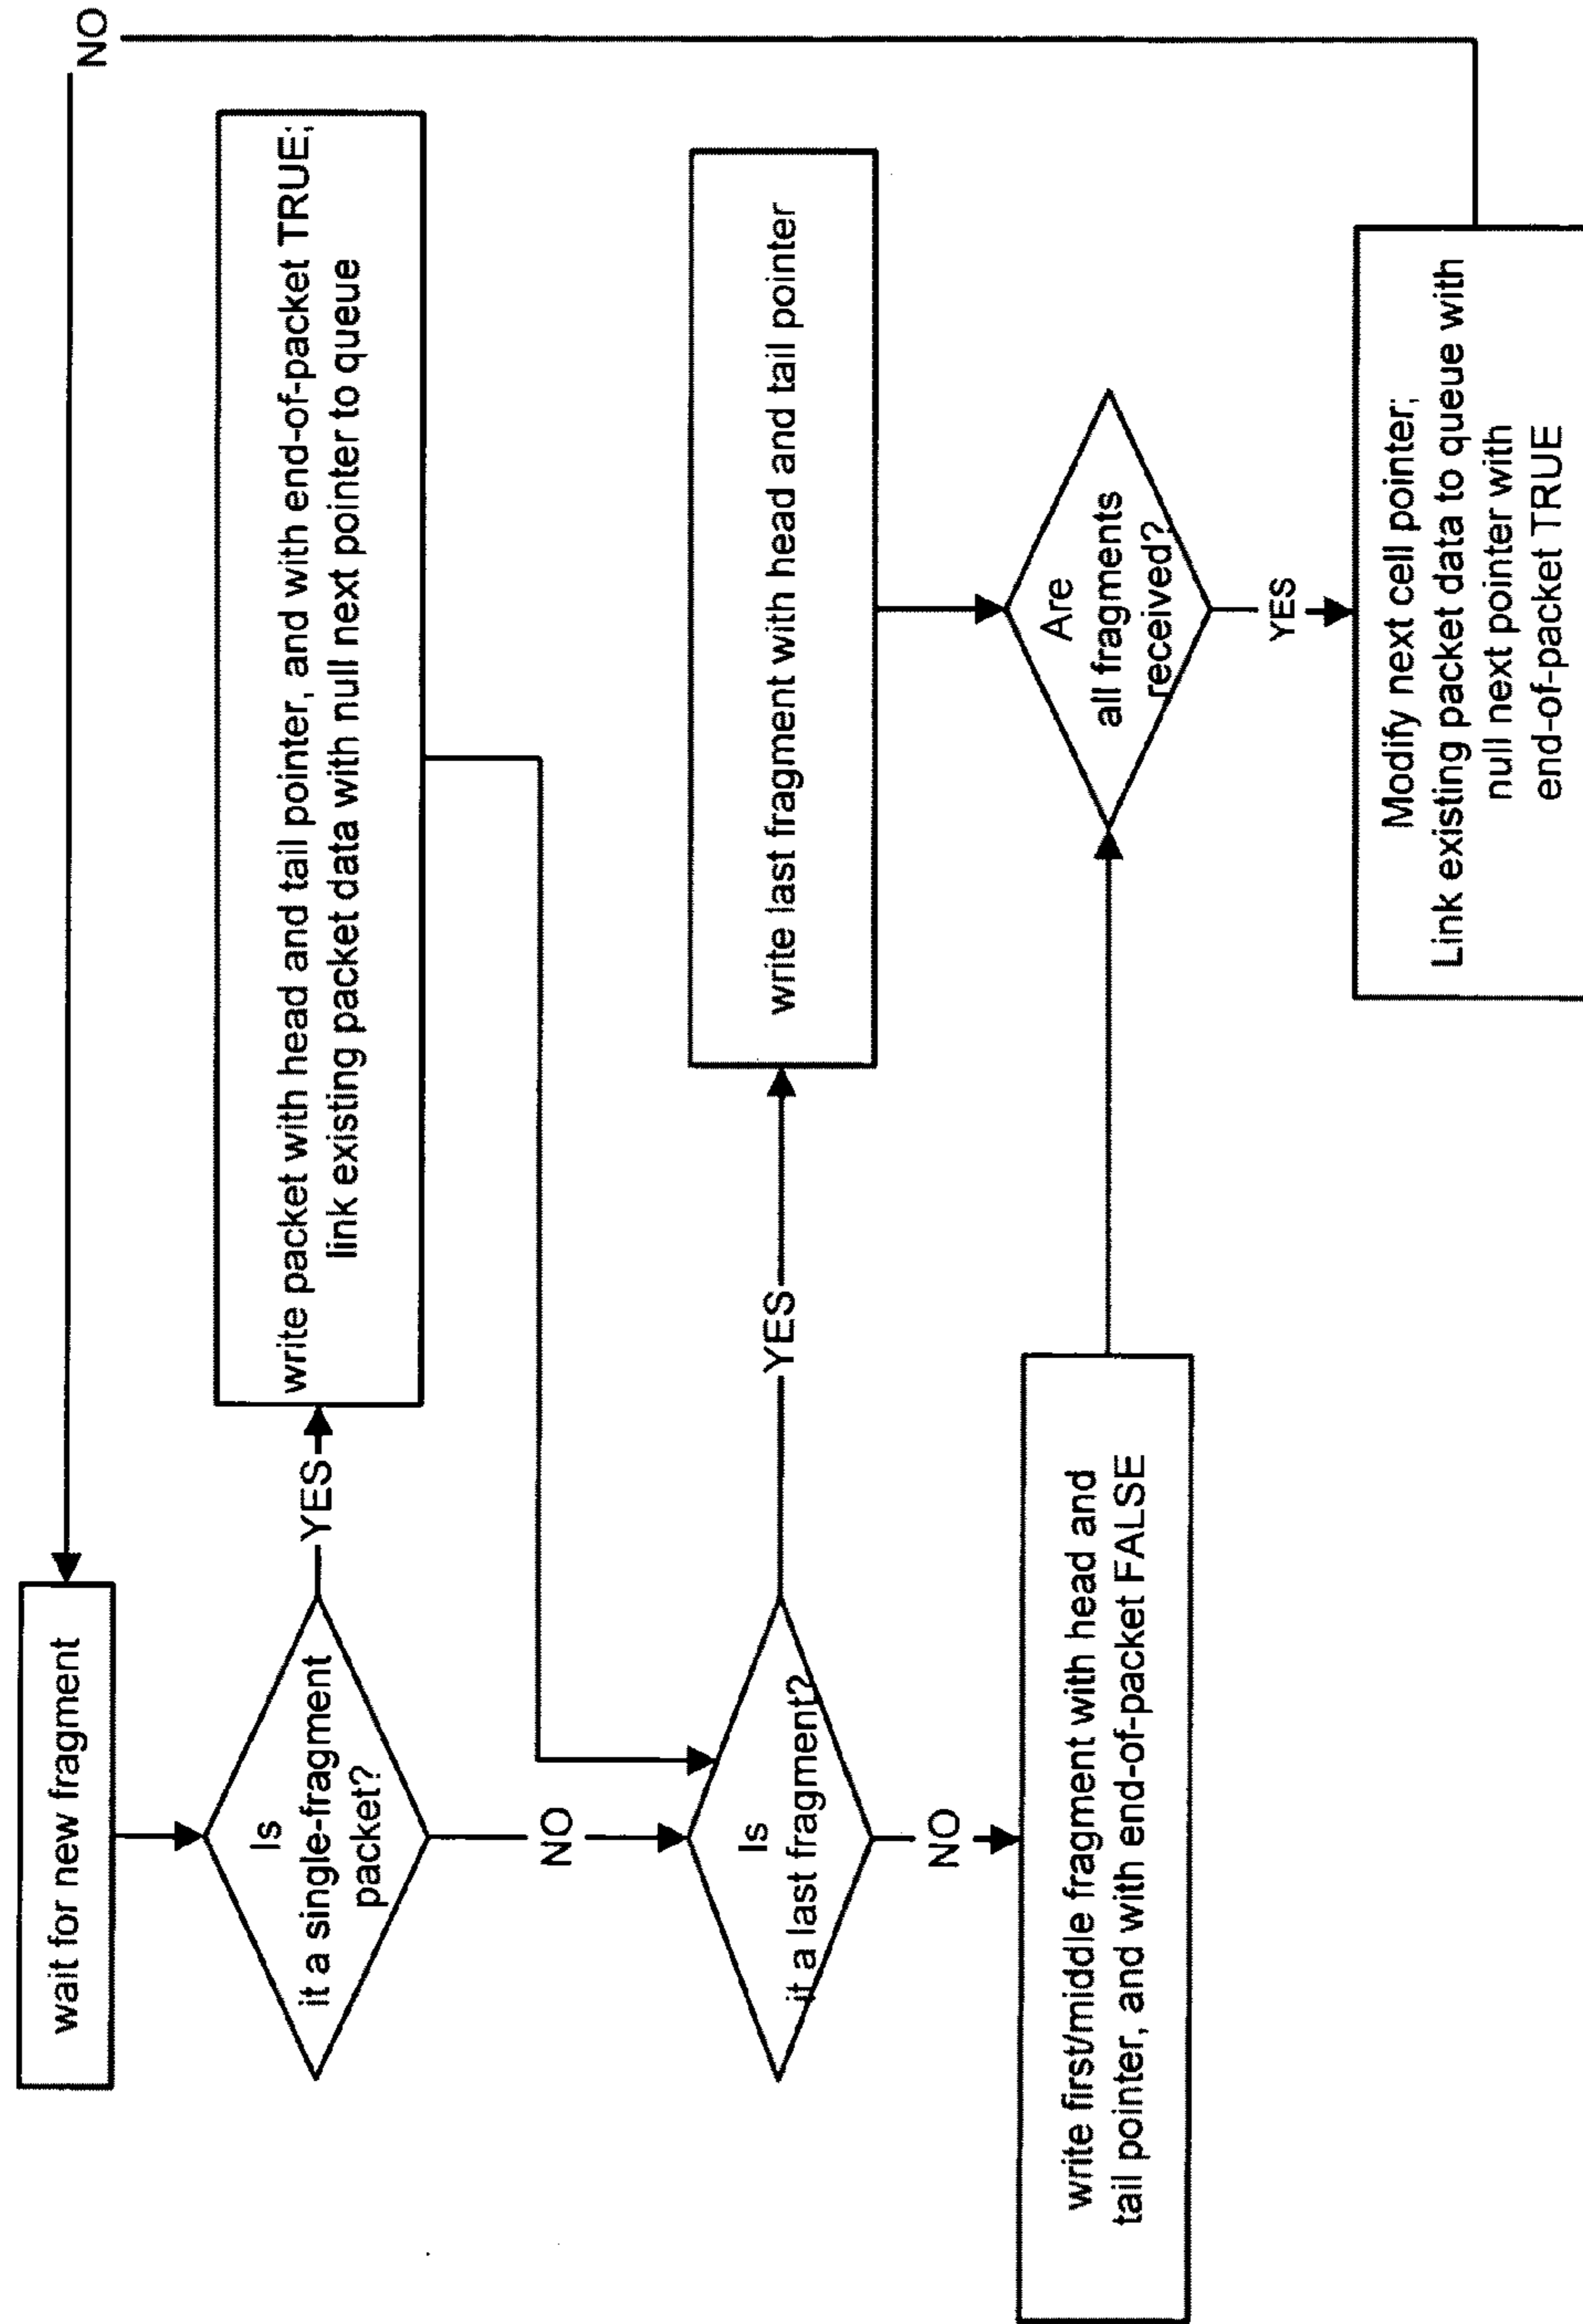 wait for new fragment
Is
it a single-fragment
packet?
YES
write packet with head and tail pointer, and with end-of-packet TRUE;
link existing packet data with null next pointer to queue
NO
Is
it a last fragment?
YES
write last fragment with head and tail pointer
NO
write first/middle fragment with head and
tail pointer, and with end-of-packet FALSE
Are
all fragments
received?
YES
Modify next cell pointer;
Link existing packet data to queue with
null next pointer with
end-of-packet TRUE
NO